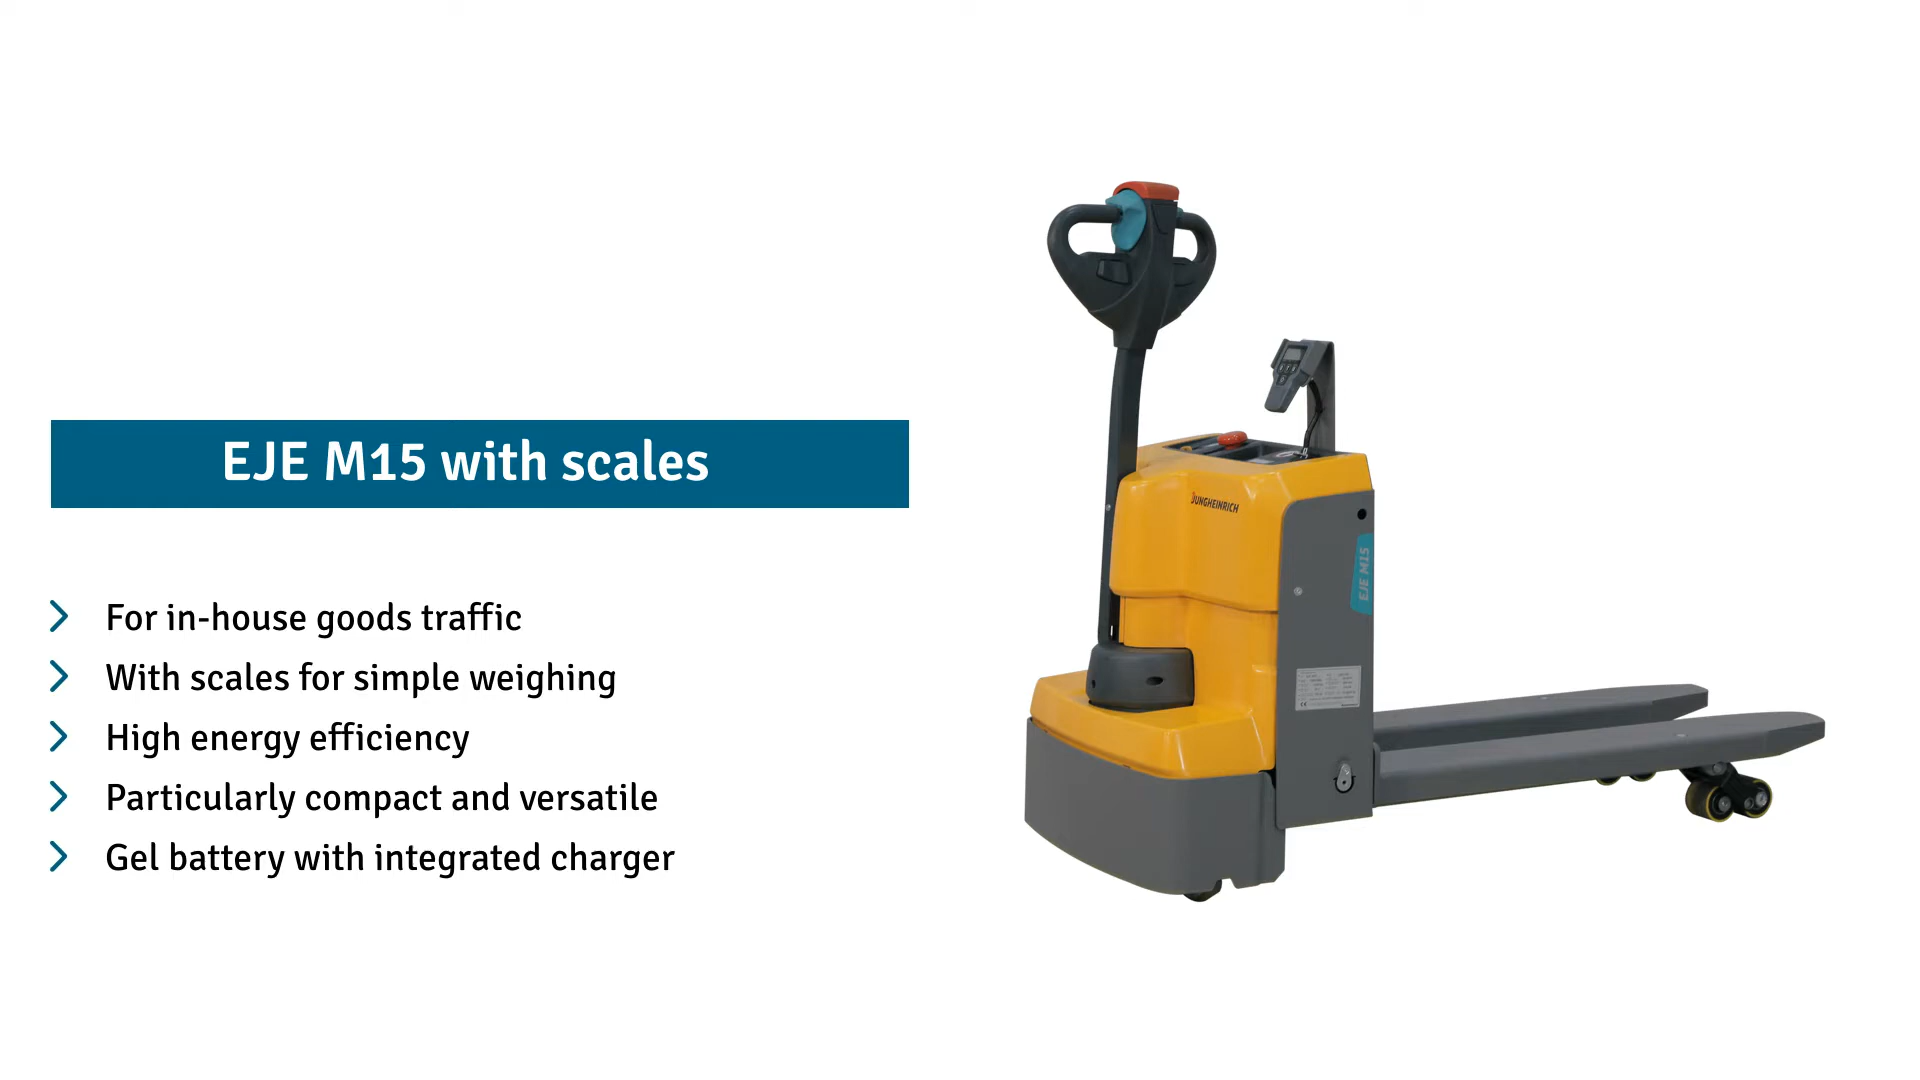 EJE M15 with scales
For in-house goods traffic
With scales for simple weighing
High energy efficiency
Particularly compact and versatile
Gel battery with integrated charger
JUNGHEINRICH
EJE M15